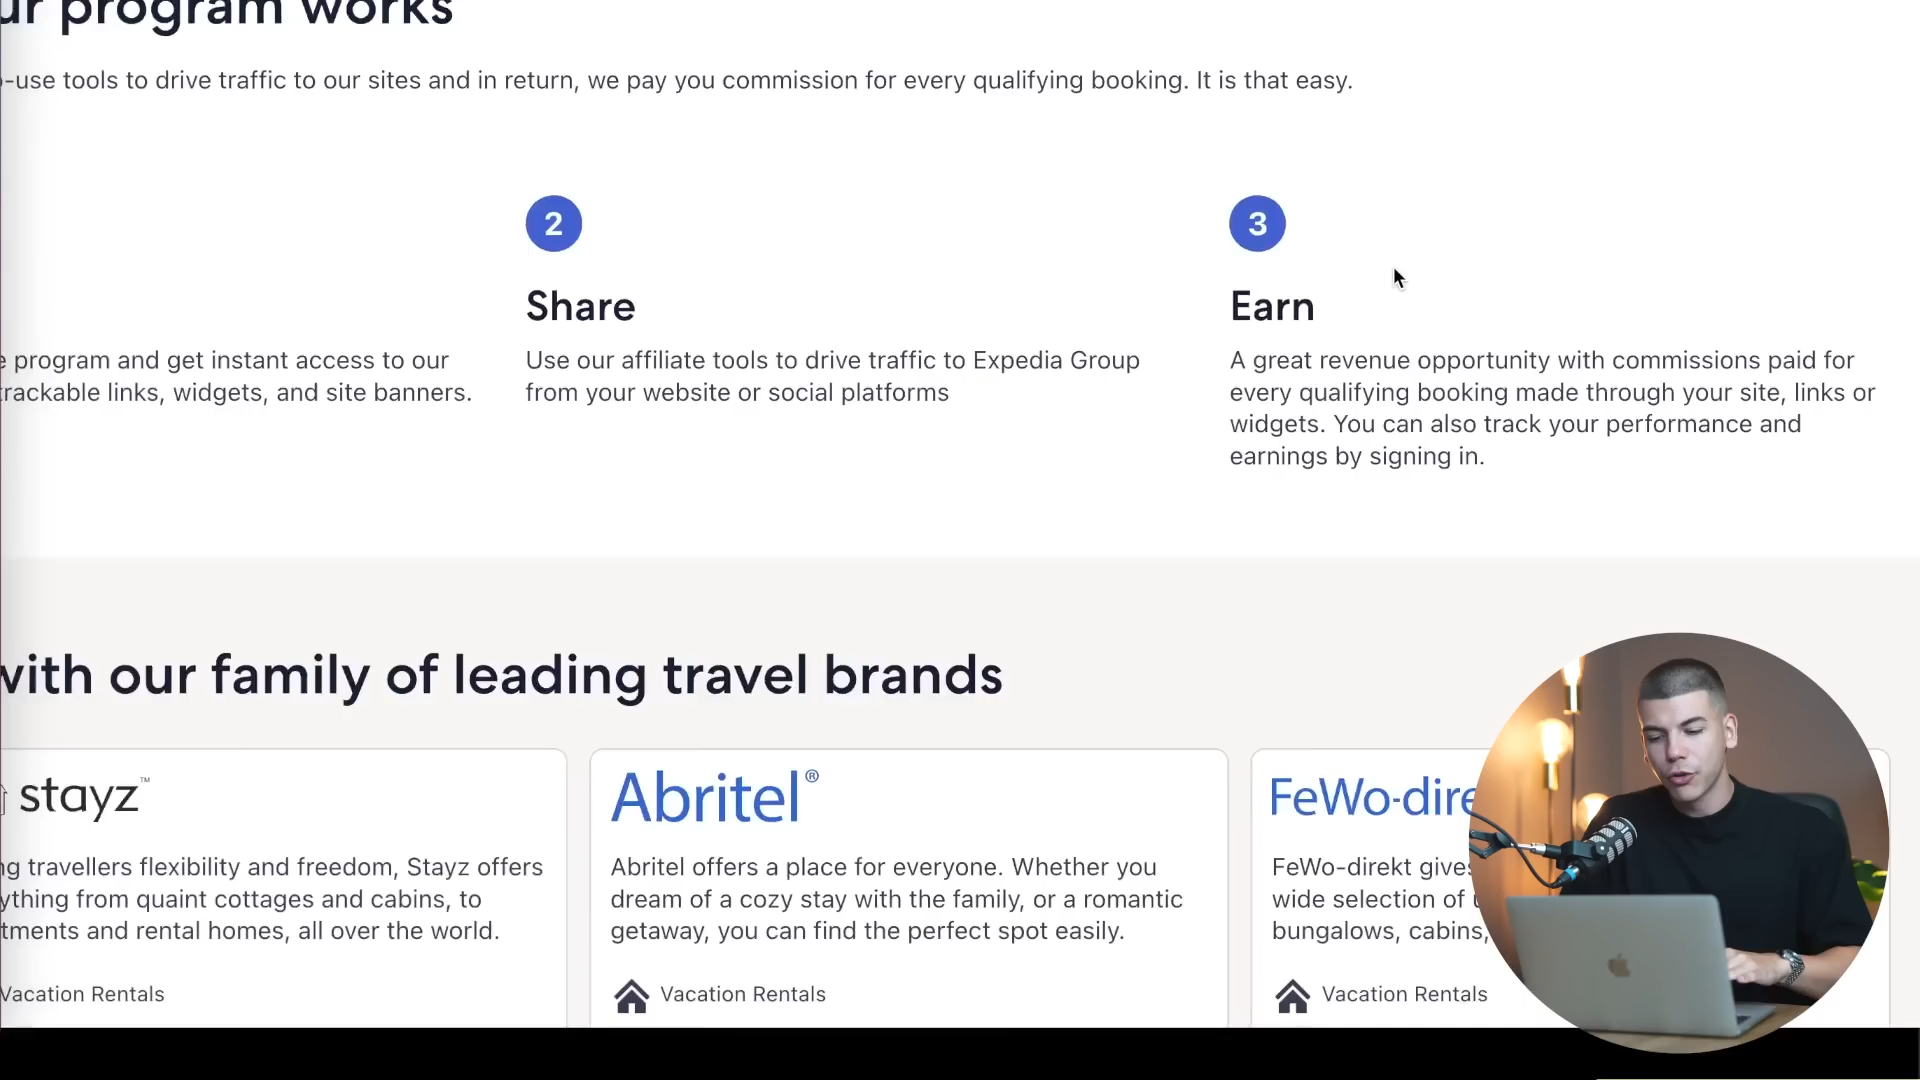 ur program works
-use tools to drive traffic to our sites and in return, we pay you commission for every qualifying booking. It is that easy.
2
3
Share
Earn
e program and get instant access to our
trackable links, widgets, and site banners.
Use our affiliate tools to drive traffic to Expedia Group
from your website or social platforms
A great revenue opportunity with commissions paid for
every qualifying booking made through your site, links or
widgets. You can also track your performance and
earnings by signing in.
with our family of leading travel brands
stayz™
ng travellers flexibility and freedom, Stayz offers
ything from quaint cottages and cabins, to
tments and rental homes, all over the world.
Vacation Rentals
Abritel®
Abritel offers a place for everyone. Whether you
dream of a cozy stay with the family, or a romantic
getaway, you can find the perfect spot easily.
Vacation Rentals
FeWo-dire
FeWo-direkt gives
wide selection of
bungalows, cabins,
Vacation Rentals